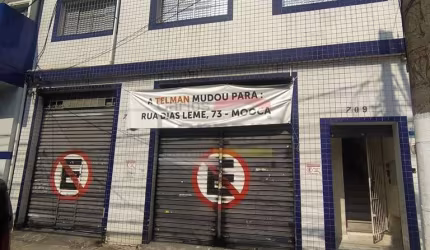 A TELMAN MUDOU PARA :
RUA DIAS LEME, 73 - MOOCA
709
E
E